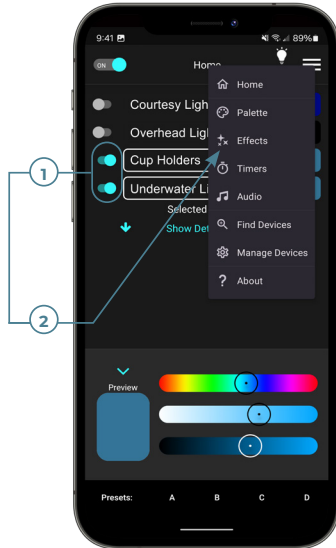 9:41 89%
ON Home
Home
Palette
Courtesy Ligh
Overhead Ligh
Effects
1 Cup Holders
Timers
Underwater Li
Audio
Selected
Show Det
Find Devices
Manage Devices
? About
2
Preview
Presets: A B C D